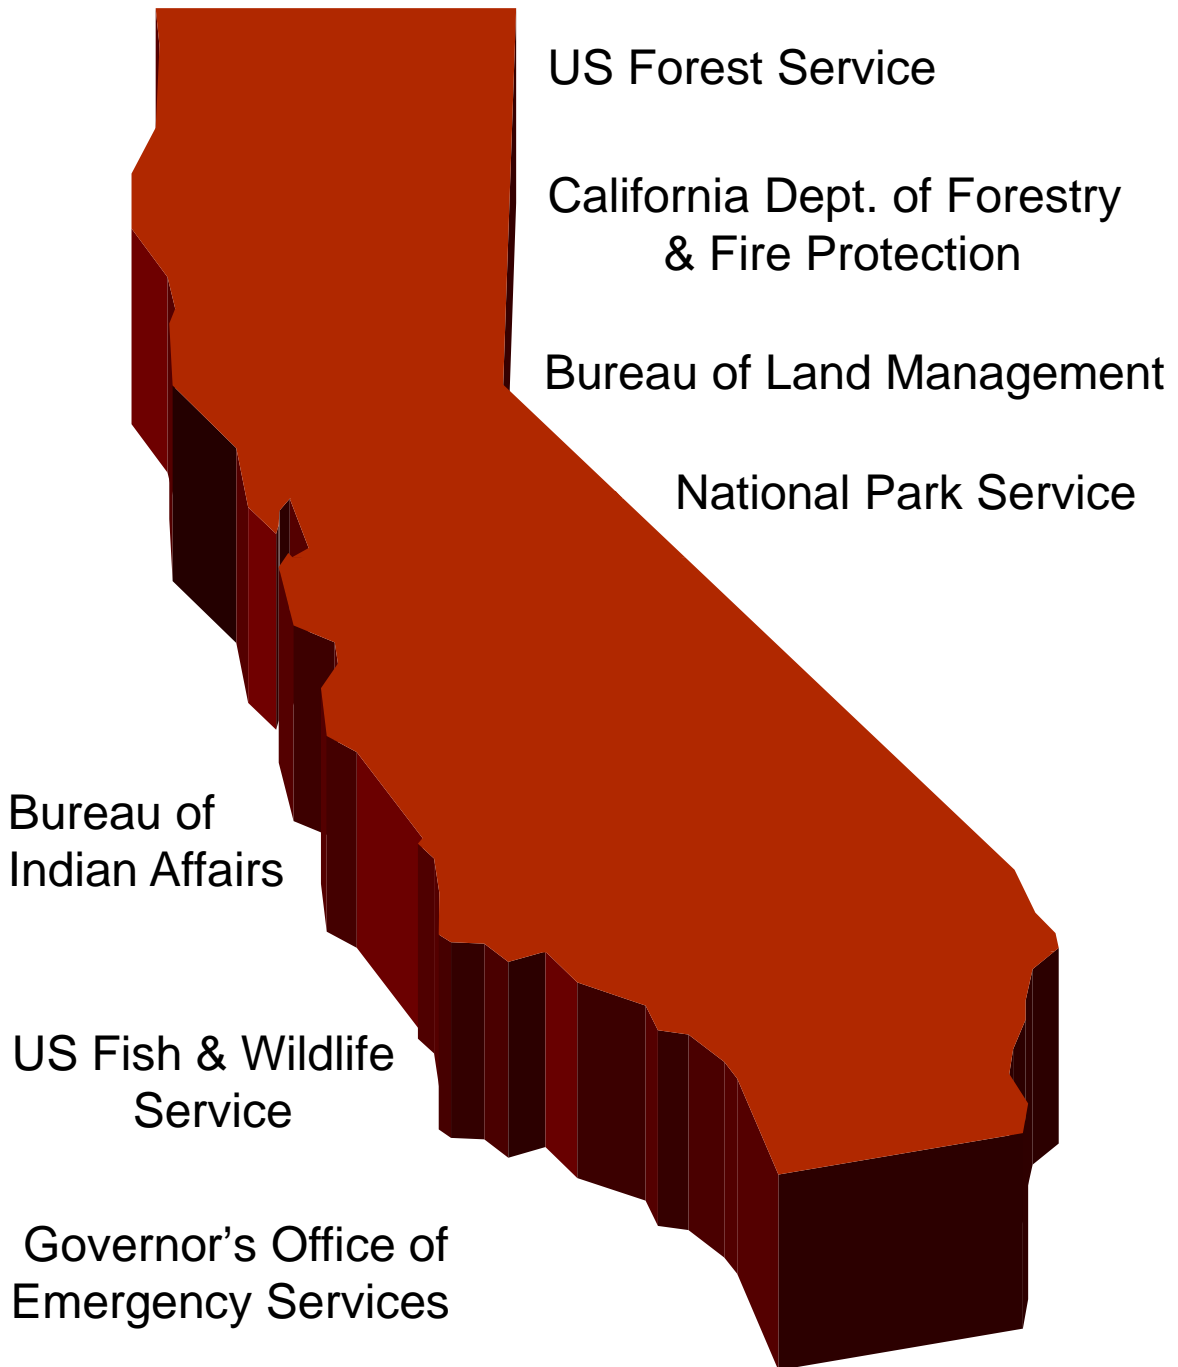 US Forest Service
California Dept. of Forestry
& Fire Protection
Bureau of Land Management
National Park Service
Bureau of
Indian Affairs
US Fish & Wildlife
Service
Governor’s Office of
Emergency Services